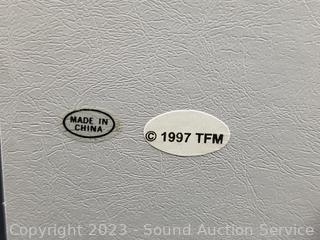 MADE IN
CHINA
© 1997 TFM
Copyright 2023 - Sound Auction Service